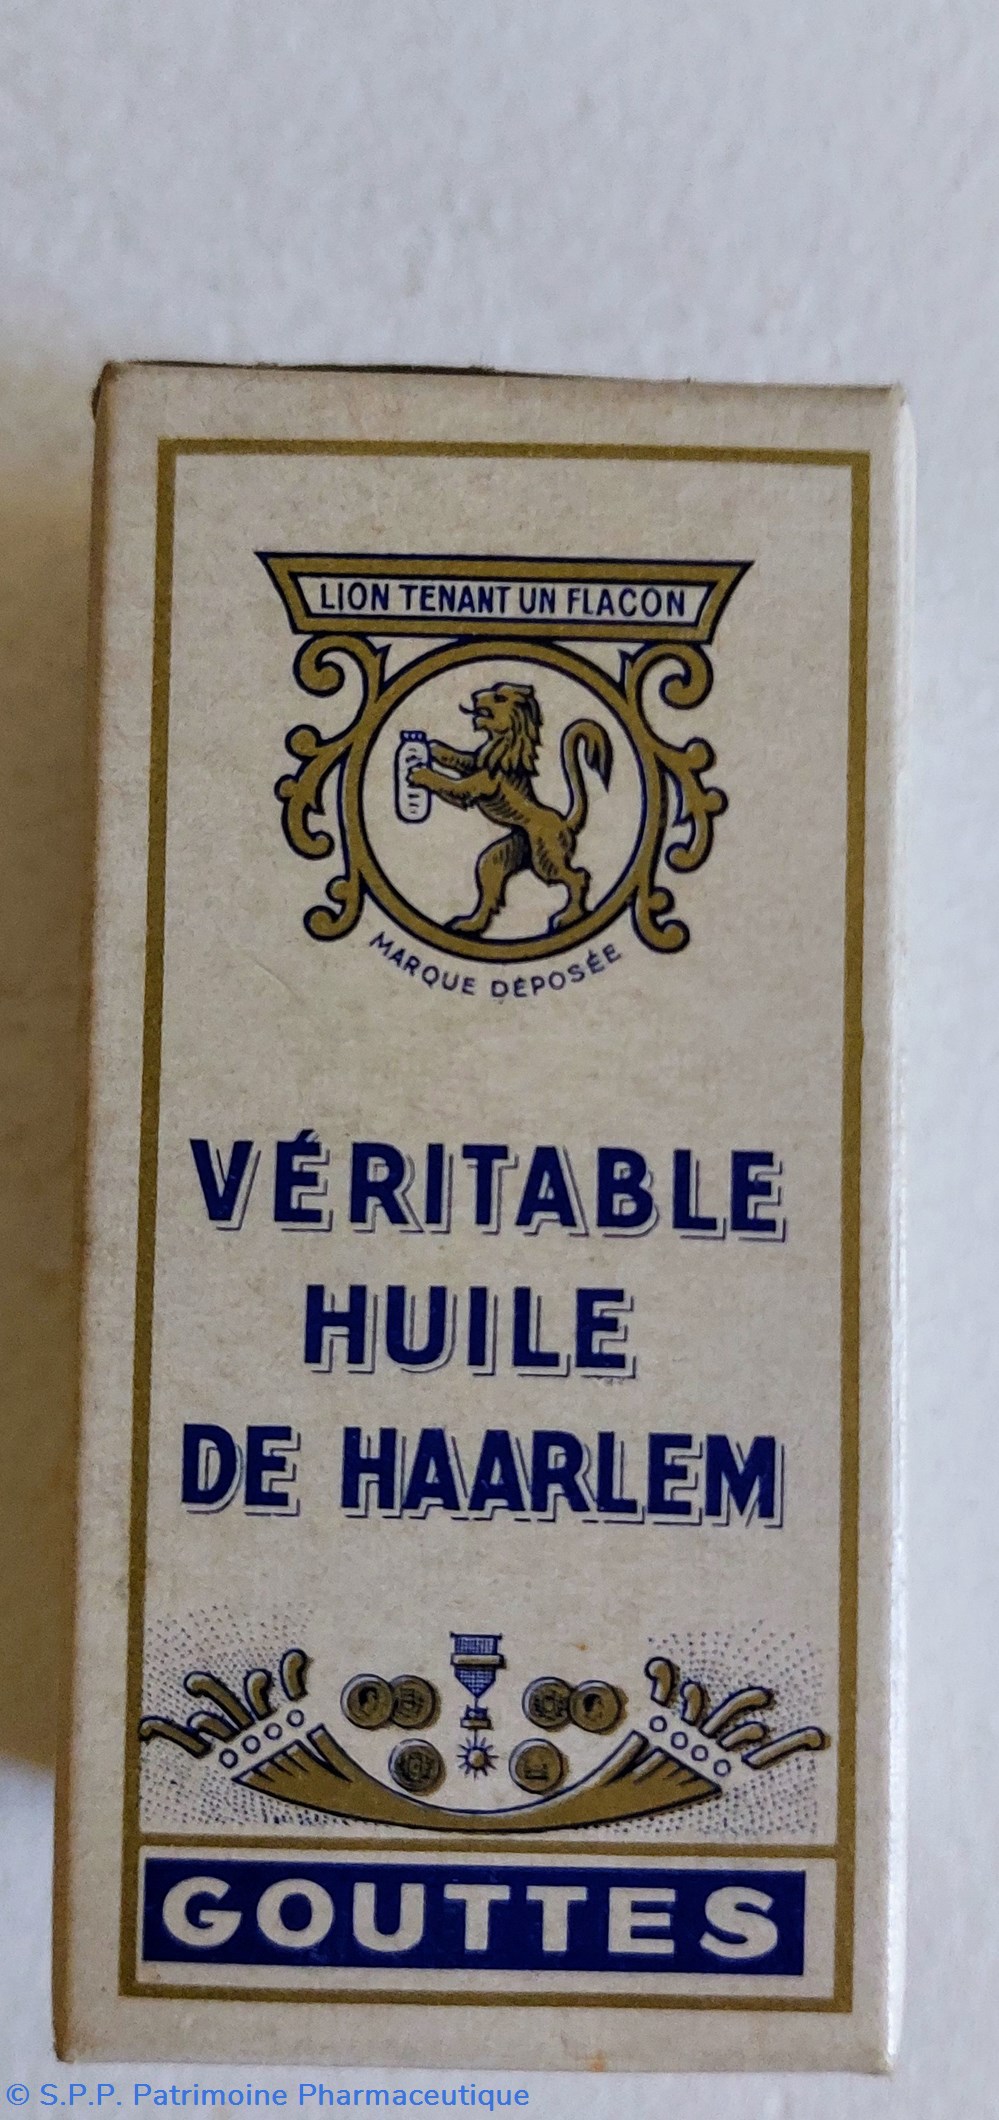 LION TENANT UN FLACON
MARQUE DÉPOSÉE
VÉRITABLE
HUILE
DE HAARLEM
GOUTTES
© S.P.P. Patrimoine Pharmaceutique